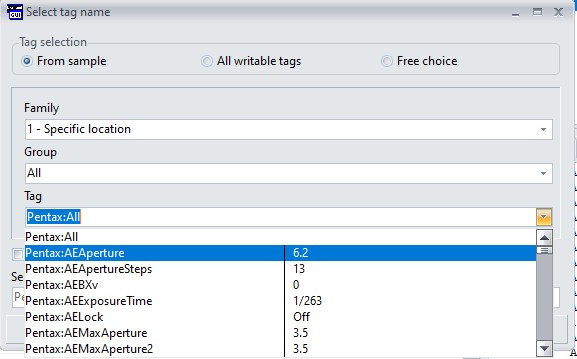 GUI Select tag name
Tag selection
From sample All writable tags Free choice
Family
1 - Specific location
Group
All
Tag
Pentax:All
Pentax:All
Pentax:AEAperture 6.2
Pentax:AEApertureSteps 13
Pentax:AEBXv 0
Pentax:AEExposureTime 1/263
Pentax:AELock Off
Pentax:AEMaxAperture 3.5
Pentax:AEMaxAperture2 3.5